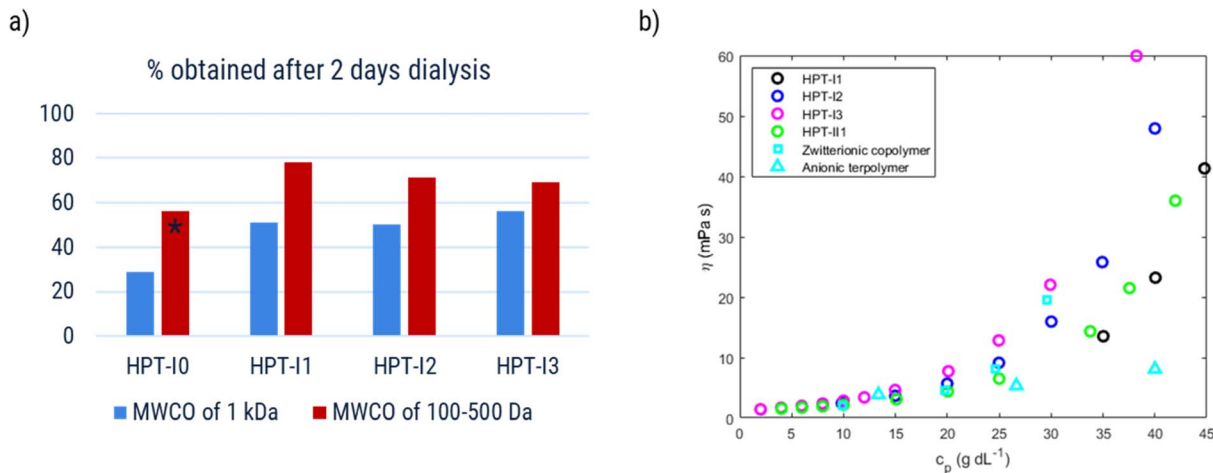 a)
% obtained after 2 days dialysis
100
80
60
40
20
0
*
HPT-I0 HPT-I1 HPT-I2 HPT-I3
MWCO of 1 kDa MWCO of 100-500 Da
b)
60
50
40
30
20
10
0
η (mPa s)
HPT-I1
HPT-I2
HPT-I3
HPT-II1
Zwitterionic copolymer
Anionic terpolymer
0 5 10 15 20 25 30 35 40 45
c_p (g dL⁻¹)